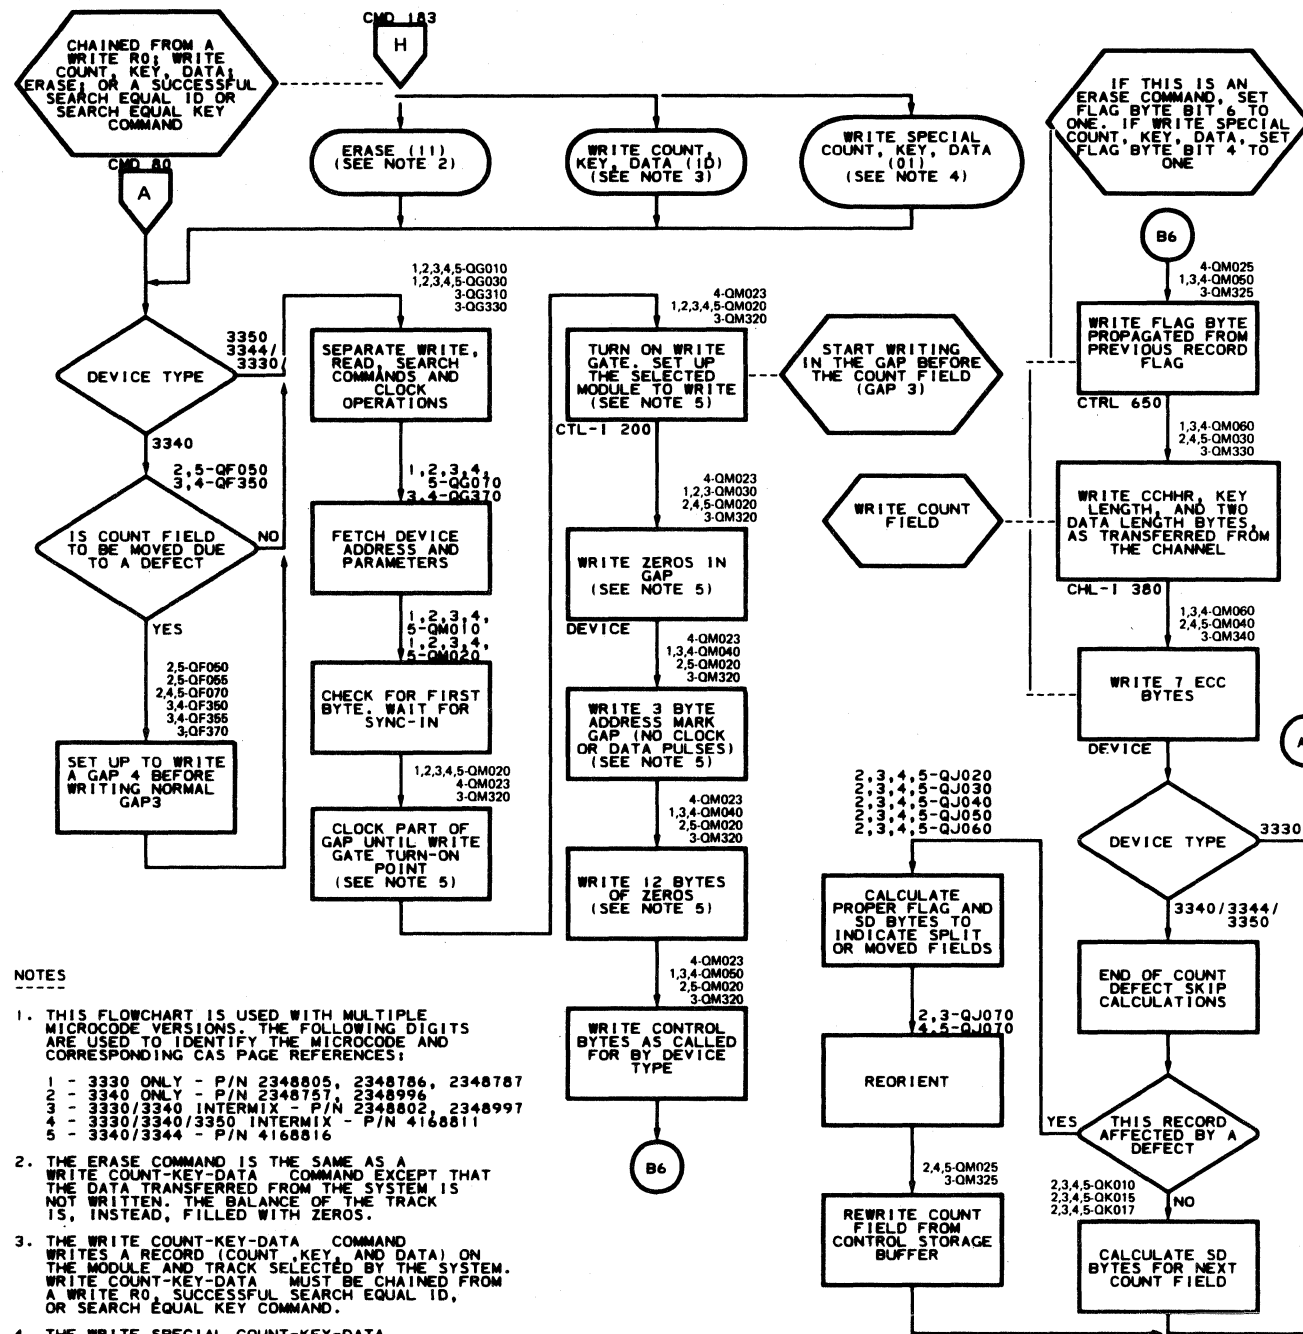 CMD 183
H
CHAINED FROM A
WRITE R0; WRITE
COUNT, KEY, DATA;
ERASE; OR A SUCCESSFUL
SEARCH EQUAL ID OR
SEARCH EQUAL KEY
COMMAND
CMD 80
A
ERASE (11)
(SEE NOTE 2)
WRITE COUNT,
KEY, DATA (1D)
(SEE NOTE 3)
WRITE SPECIAL
COUNT, KEY, DATA
(01)
(SEE NOTE 4)
IF THIS IS AN
ERASE COMMAND, SET
FLAG BYTE BIT 6 TO
ONE. IF WRITE SPECIAL
COUNT, KEY, DATA, SET
FLAG BYTE BIT 4 TO
ONE
DEVICE TYPE
3350
3344/
3330/
3340
2,5-QF050
3,4-QF350
IS COUNT FIELD
TO BE MOVED DUE
TO A DEFECT
NO
YES
2,5-QF050
2,5-QF055
2,4,5-QF070
3,4-QF350
3,4-QF355
3;QF370
SET UP TO WRITE
A GAP 4 BEFORE
WRITING NORMAL
GAP3
1,2,3,4,5-QG010
1,2,3,4,5-QG030
3-QG310
3-QG330
SEPARATE WRITE,
READ, SEARCH
COMMANDS AND
CLOCK
OPERATIONS
1,2,3,4,
5-QG070
3,4-QG370
FETCH DEVICE
ADDRESS AND
PARAMETERS
1,2,3,4,
5-QM010
1,2,3,4,
5-QM020
CHECK FOR FIRST
BYTE. WAIT FOR
SYNC-IN
1,2,3,4,5-QM020
4-QM023
3-QM320
CLOCK PART OF
GAP UNTIL WRITE
GATE TURN-ON
POINT
(SEE NOTE 5)
4-QM023
1,2,3,4,5-QM020
3-QM320
TURN ON WRITE
GATE. SET UP
THE SELECTED
MODULE TO WRITE
(SEE NOTE 5)
CTL-I 200
START WRITING
IN THE GAP BEFORE
THE COUNT FIELD
(GAP 3)
4-QM023
1,2,3-QM030
2,4,5-QM020
3-QM320
WRITE ZEROS IN
GAP
(SEE NOTE 5)
DEVICE
4-QM023
1,3,4-QM040
2,5-QM020
3-QM320
WRITE 3 BYTE
ADDRESS MARK
GAP (NO CLOCK
OR DATA PULSES)
(SEE NOTE 5)
4-QM023
1,3,4-QM040
2,5-QM020
3-QM320
WRITE 12 BYTES
OF ZEROS
(SEE NOTE 5)
4-QM023
1,3,4-QM050
2,5-QM020
3-QM320
WRITE CONTROL
BYTES AS CALLED
FOR BY DEVICE
TYPE
B6
B6
4-QM025
1,3,4-QM050
3-QM325
WRITE FLAG BYTE
PROPAGATED FROM
PREVIOUS RECORD
FLAG
CTRL 650
1,3,4-QM060
2,4,5-QM030
3-QM330
WRITE COUNT
FIELD
WRITE CCHHR, KEY
LENGTH, AND TWO
DATA LENGTH BYTES,
AS TRANSFERRED FROM
THE CHANNEL
CHL-I 380
1,3,4-QM060
2,4,5-QM040
3-QM340
WRITE 7 ECC
BYTES
DEVICE
DEVICE TYPE
3330
3340/3344/
3350
END OF COUNT
DEFECT SKIP
CALCULATIONS
THIS RECORD
AFFECTED BY A
DEFECT
YES
NO
2,3,4,5-QK010
2,3,4,5-QK015
2,3,4,5-QK017
CALCULATE SD
BYTES FOR NEXT
COUNT FIELD
2,3,4,5-QJ020
2,3,4,5-QJ030
2,3,4,5-QJ040
2,3,4,5-QJ050
2,3,4,5-QJ060
CALCULATE
PROPER FLAG AND
SD BYTES TO
INDICATE SPLIT
OR MOVED FIELDS
2,3-QJ070
4,5-QJ070
REORIENT
2,4,5-QM025
3-QM325
REWRITE COUNT
FIELD FROM
CONTROL STORAGE
BUFFER
NOTES
-----
1. THIS FLOWCHART IS USED WITH MULTIPLE
MICROCODE VERSIONS. THE FOLLOWING DIGITS
ARE USED TO IDENTIFY THE MICROCODE AND
CORRESPONDING CAS PAGE REFERENCES:
1 - 3330 ONLY - P/N 2348805, 2348786, 2348787
2 - 3340 ONLY - P/N 2348757, 2348996
3 - 3330/3340 INTERMIX - P/N 2348802, 2348997
4 - 3330/3340/3350 INTERMIX - P/N 4168811
5 - 3340/3344 - P/N 4168816
2. THE ERASE COMMAND IS THE SAME AS A
WRITE COUNT-KEY-DATA COMMAND EXCEPT THAT
THE DATA TRANSFERRED FROM THE SYSTEM IS
NOT WRITTEN. THE BALANCE OF THE TRACK
IS, INSTEAD, FILLED WITH ZEROS.
3. THE WRITE COUNT-KEY-DATA COMMAND
WRITES A RECORD (COUNT ,KEY, AND DATA) ON
THE MODULE AND TRACK SELECTED BY THE SYSTEM.
WRITE COUNT-KEY-DATA MUST BE CHAINED FROM
A WRITE R0, SUCCESSFUL SEARCH EQUAL ID,
OR SEARCH EQUAL KEY COMMAND.
4. THE WRITE SPECIAL COUNT-KEY-DATA